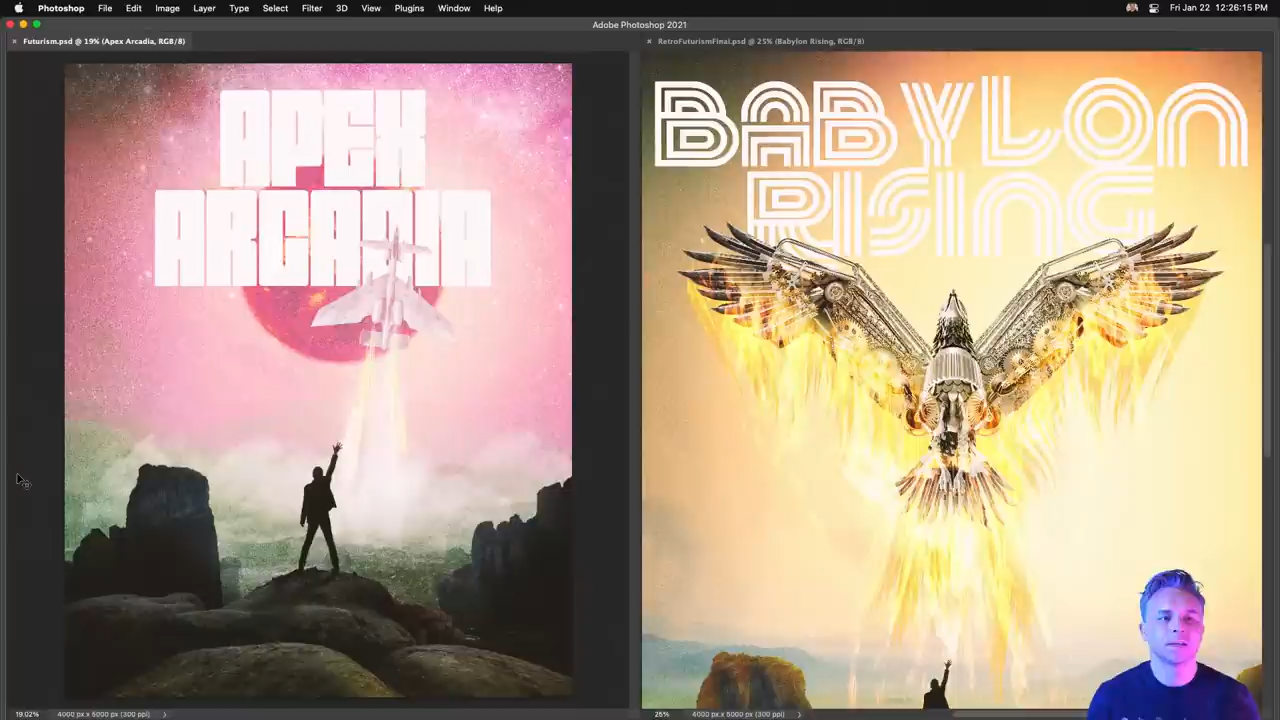 Photoshop File Edit Image Layer Type Select Filter 3D View Plugins Window Help Fri Jan 22 12:26:15 PM
Adobe Photoshop 2021
Futurism.psd @ 19% (Apex Arcadia, RGB/8)
RetroFuturismFinal.psd @ 25% (Babylon Rising, RGB/8)
APEX
ARCADIA
BABYLON
RISING
19.02% 4000 px x 5000 px (300 ppi)
25% 4000 px x 5000 px (300 ppi)